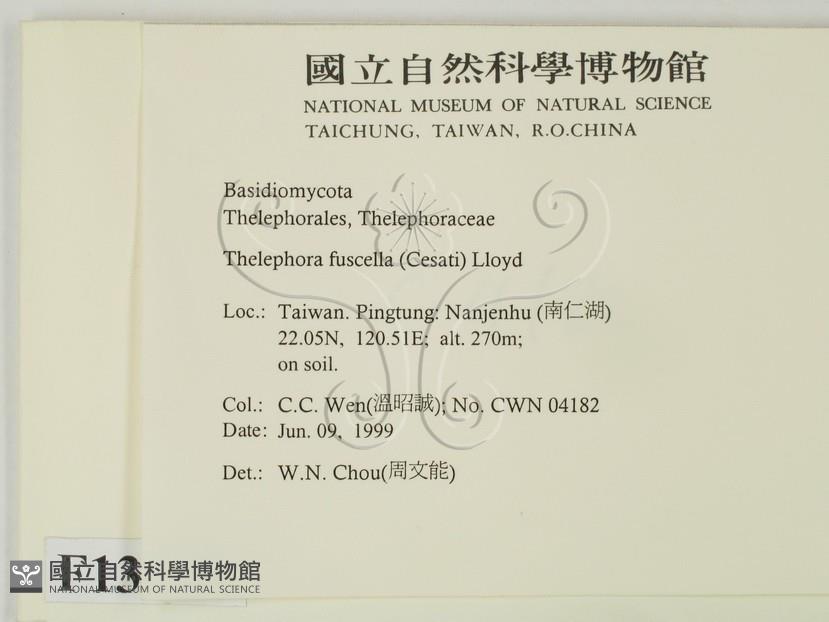 國立自然科學博物館
NATIONAL MUSEUM OF NATURAL SCIENCE
TAICHUNG, TAIWAN, R.O.CHINA
Basidiomycota
Thelephorales, Thelephoraceae
Thelephora fuscella (Cesati) Lloyd
Loc.: Taiwan. Pingtung: Nanjenhu (南仁湖)
22.05N, 120.51E; alt. 270m;
on soil.
Col.: C.C. Wen(溫昭誠); No. CWN 04182
Date: Jun. 09, 1999
Det.: W.N. Chou(周文能)
國立自然科學博物館
NATIONAL MUSEUM OF NATURAL SCIENCE